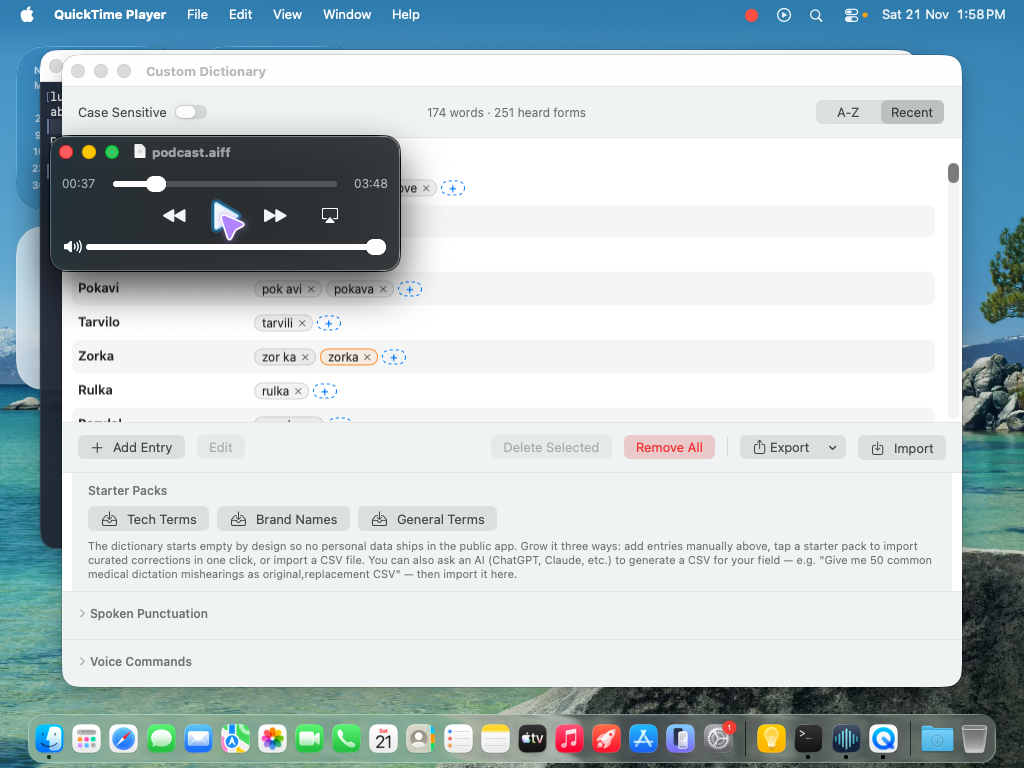 QuickTime Player File Edit View Window Help Sat 21 Nov 1:58 PM
Custom Dictionary
Case Sensitive
174 words · 251 heard forms
A-Z Recent
podcast.aiff
00:37 03:48
Pokavi pok avi × pokava × +
Tarvilo tarvili × +
Zorka zor ka × zorka × +
Rulka rulka × +
+ Add Entry Edit Delete Selected Remove All Export Import
Starter Packs
Tech Terms Brand Names General Terms
The dictionary starts empty by design so no personal data ships in the public app. Grow it three ways: add entries manually above, tap a starter pack to import
curated corrections in one click, or import a CSV file. You can also ask an AI (ChatGPT, Claude, etc.) to generate a CSV for your field — e.g. "Give me 50 common
medical dictation mishearings as original,replacement CSV" — then import it here.
Spoken Punctuation
Voice Commands
Sat
21
tv
1